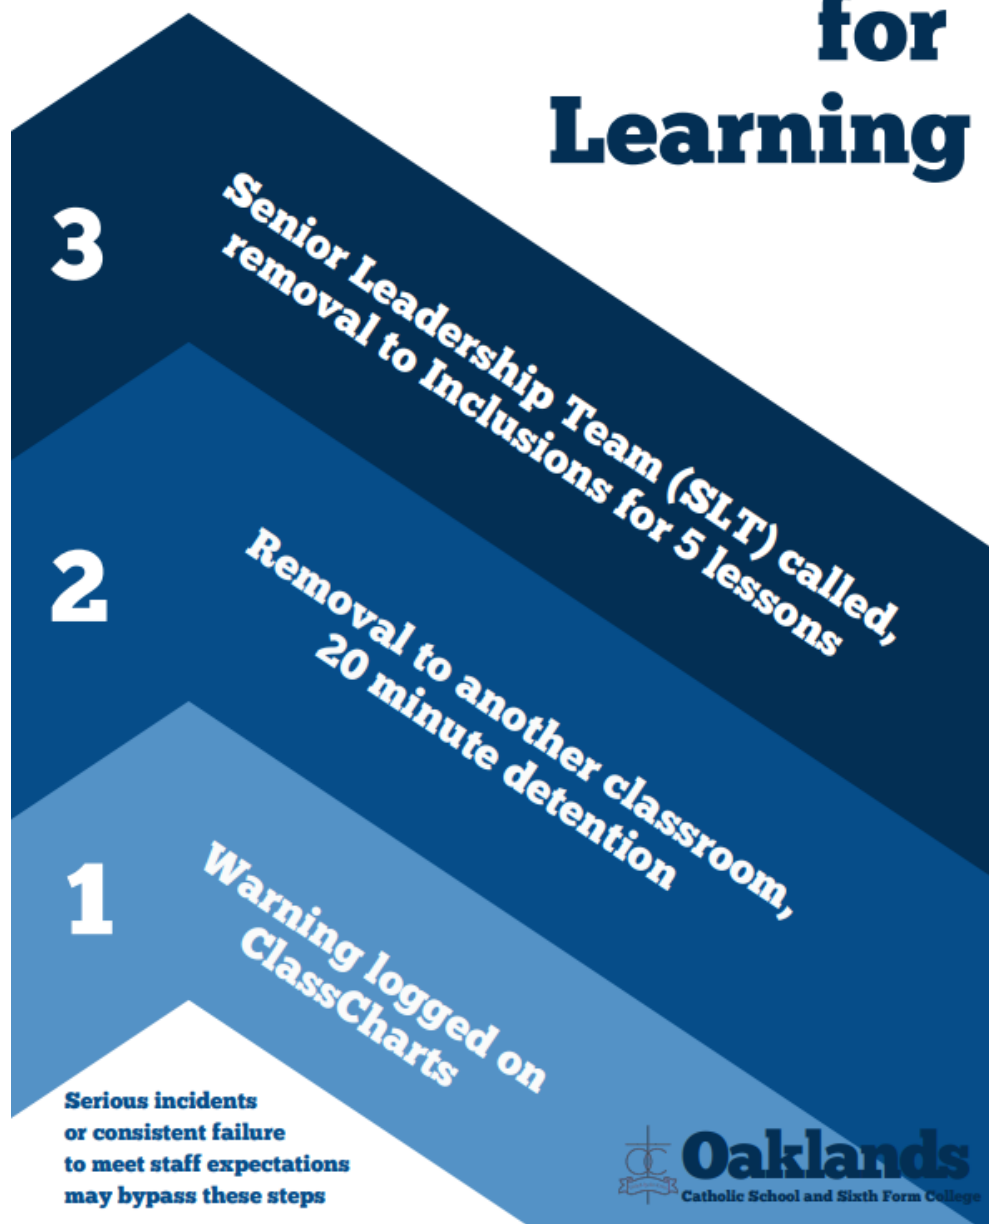 for
Learning
3
Senior Leadership Team (SLT) called,
removal to Inclusions for 5 lessons
2
Removal to another classroom,
20 minute detention
1
Warning logged on
ClassCharts
Serious incidents
or consistent failure
to meet staff expectations
may bypass these steps
Oaklands
Catholic School and Sixth Form College